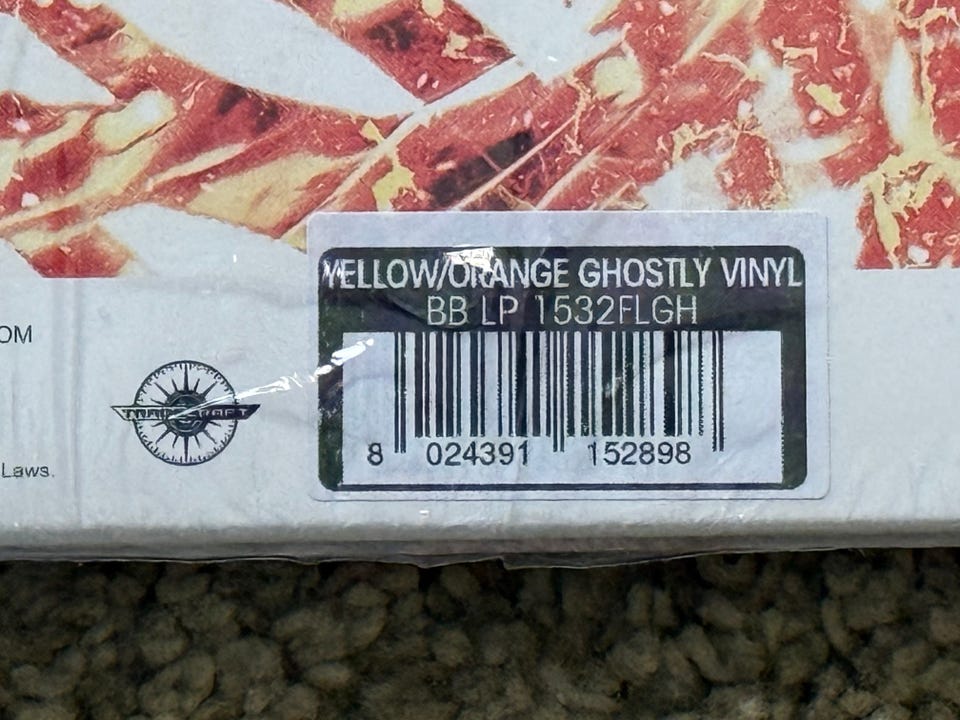 YELLOW/ORANGE GHOSTLY VINYL
BB LP 1532FLGH
OM
Laws.
8 024391 152898